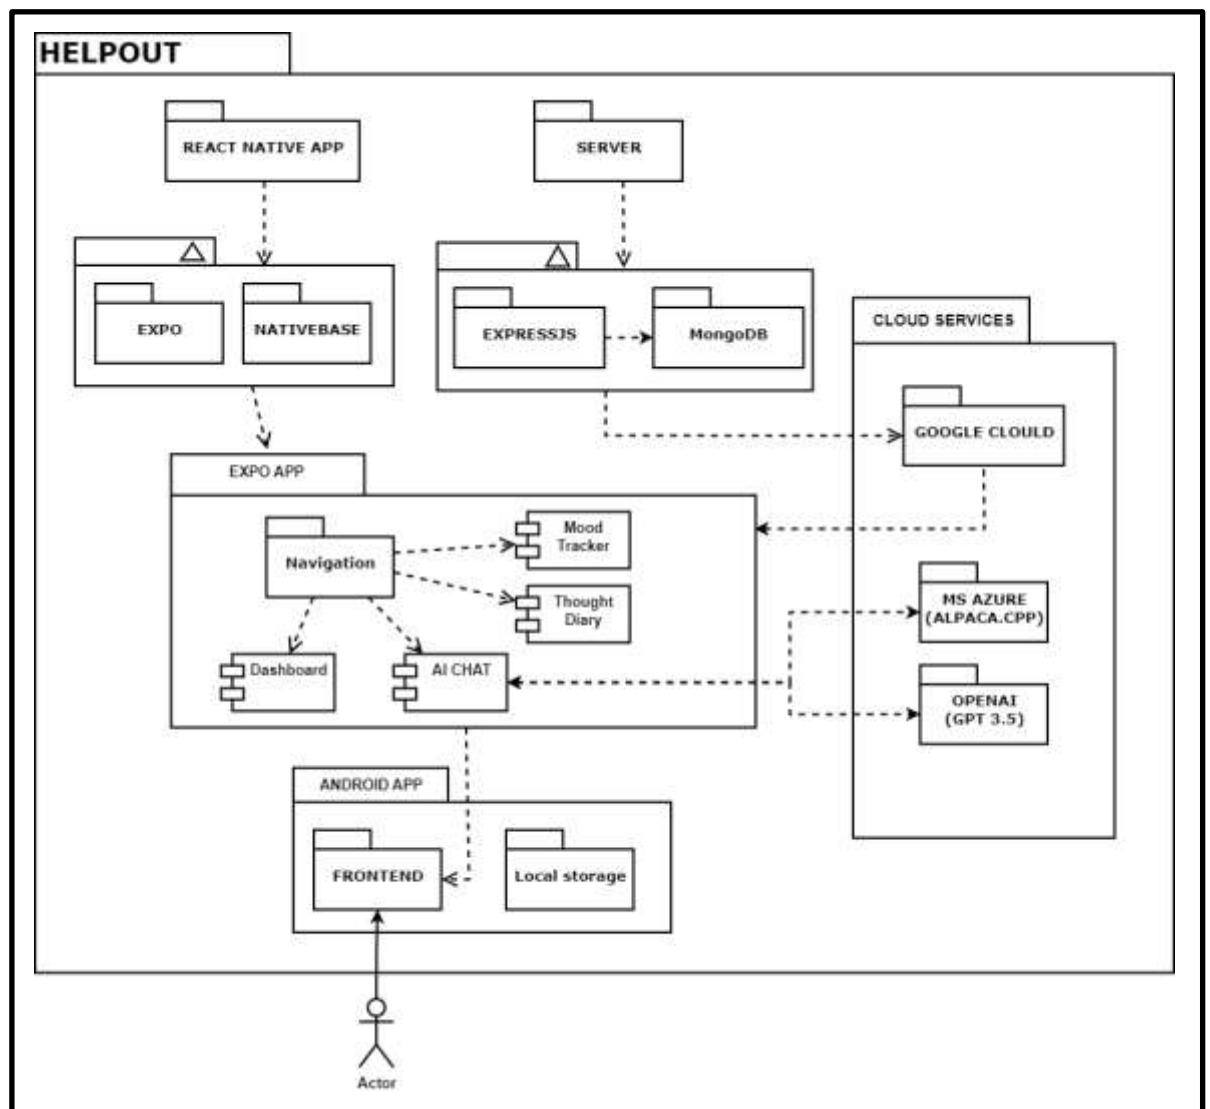 HELPOUT
REACT NATIVE APP
SERVER
EXPO
NATIVEBASE
EXPRESSJS
MongoDB
CLOUD SERVICES
GOOGLE CLOULD
EXPO APP
Navigation
Mood
Tracker
Thought
Diary
Dashboard
AI CHAT
MS AZURE
(ALPACA.CPP)
OPENAI
(GPT 3.5)
ANDROID APP
FRONTEND
Local storage
Actor